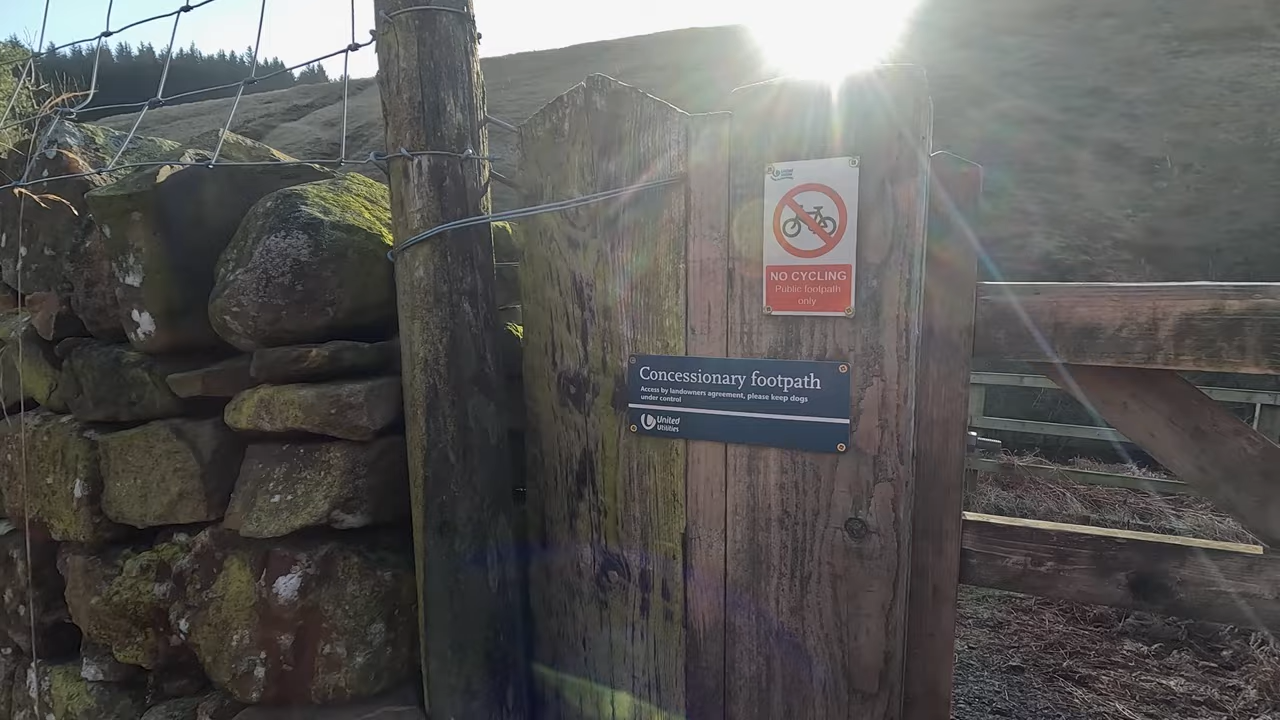 NO CYCLING
Public footpath
only
Concessionary footpath
Access by landowners agreement, please keep dogs
under control
United
Utilities